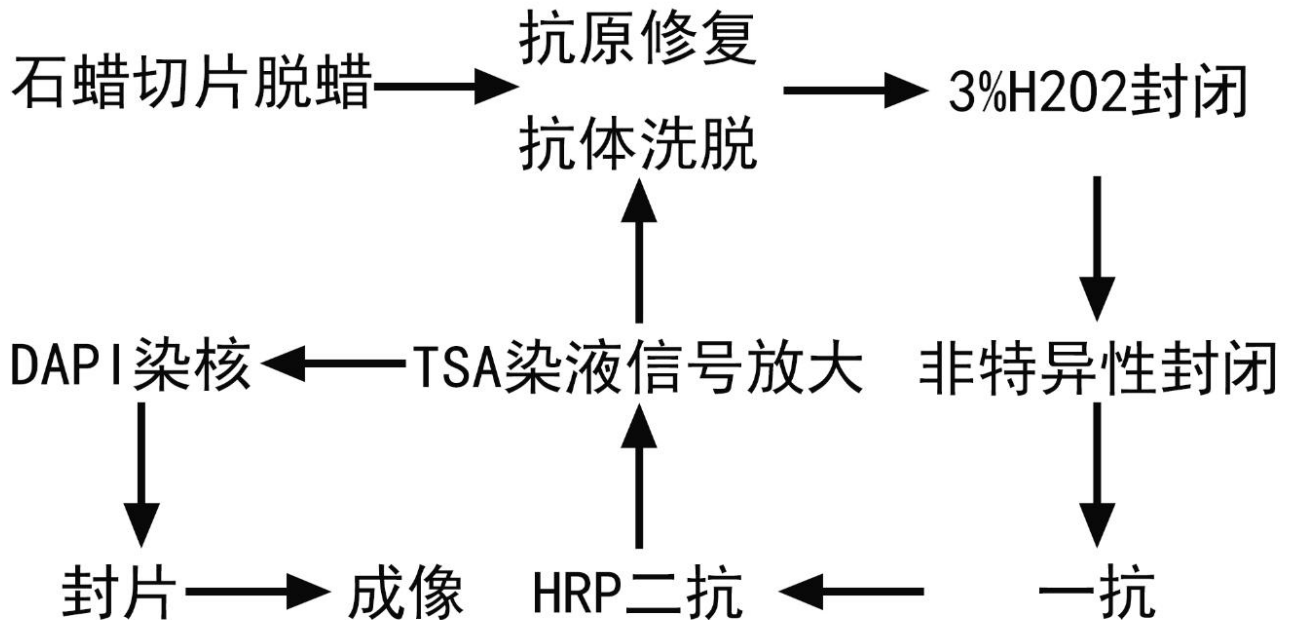 石蜡切片脱蜡
抗原修复
抗体洗脱
3%H2O2封闭
非特异性封闭
一抗
HRP二抗
TSA染液信号放大
DAPI染核
封片
成像